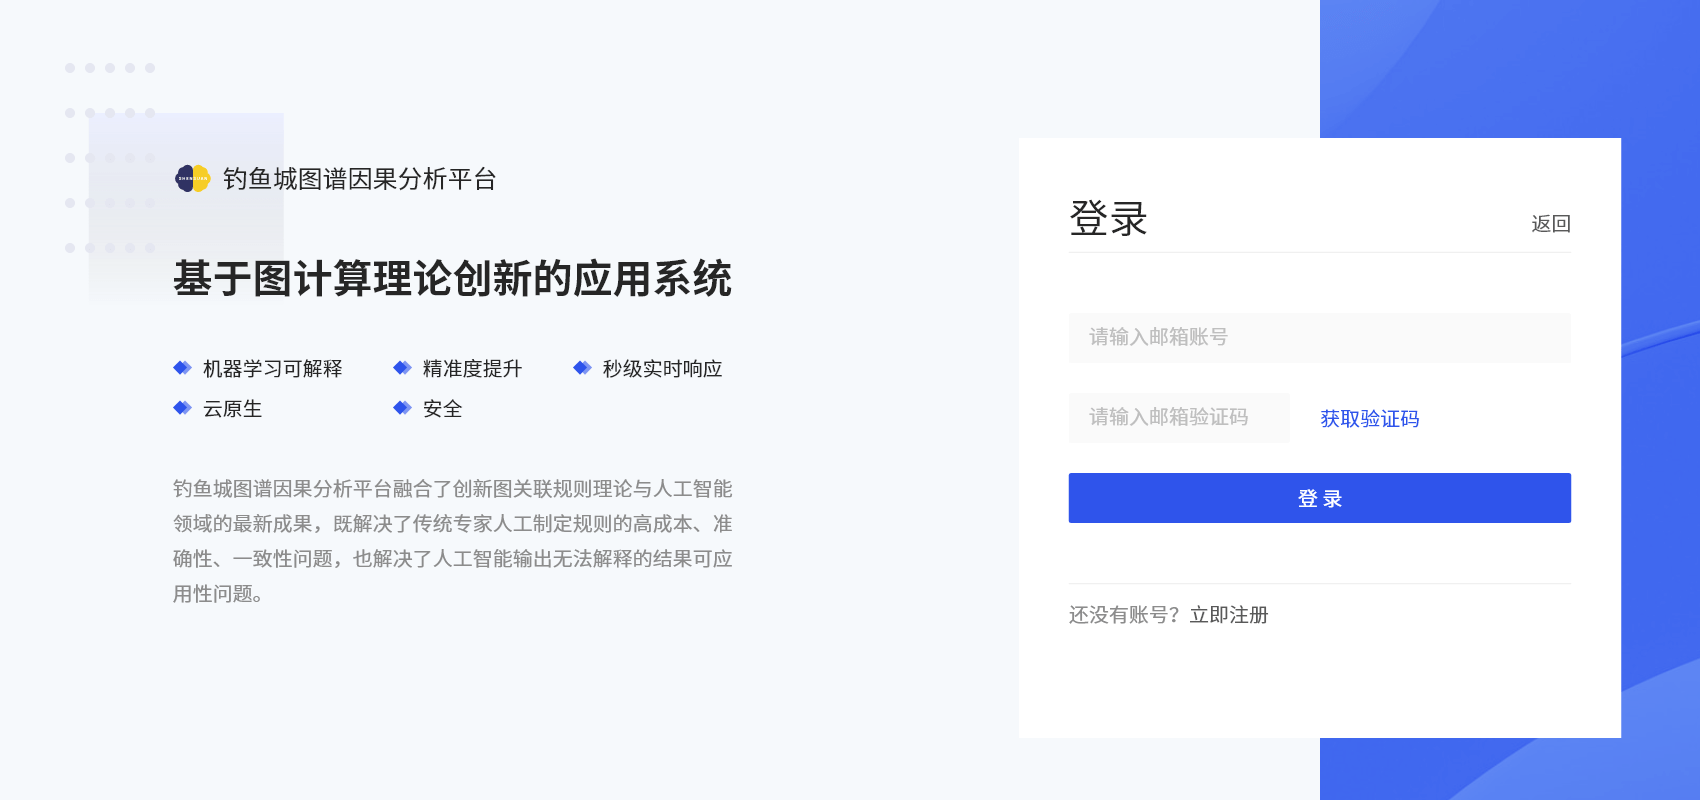 钓鱼城图谱因果分析平台
基于图计算理论创新的应用系统
机器学习可解释
精准度提升
秒级实时响应
云原生
安全
钓鱼城图谱因果分析平台融合了创新图关联规则理论与人工智能
领域的最新成果，既解决了传统专家人工制定规则的高成本、准
确性、一致性问题，也解决了人工智能输出无法解释的结果可应
用性问题。
登录
返回
请输入邮箱账号
请输入邮箱验证码
获取验证码
登 录
还没有账号？立即注册